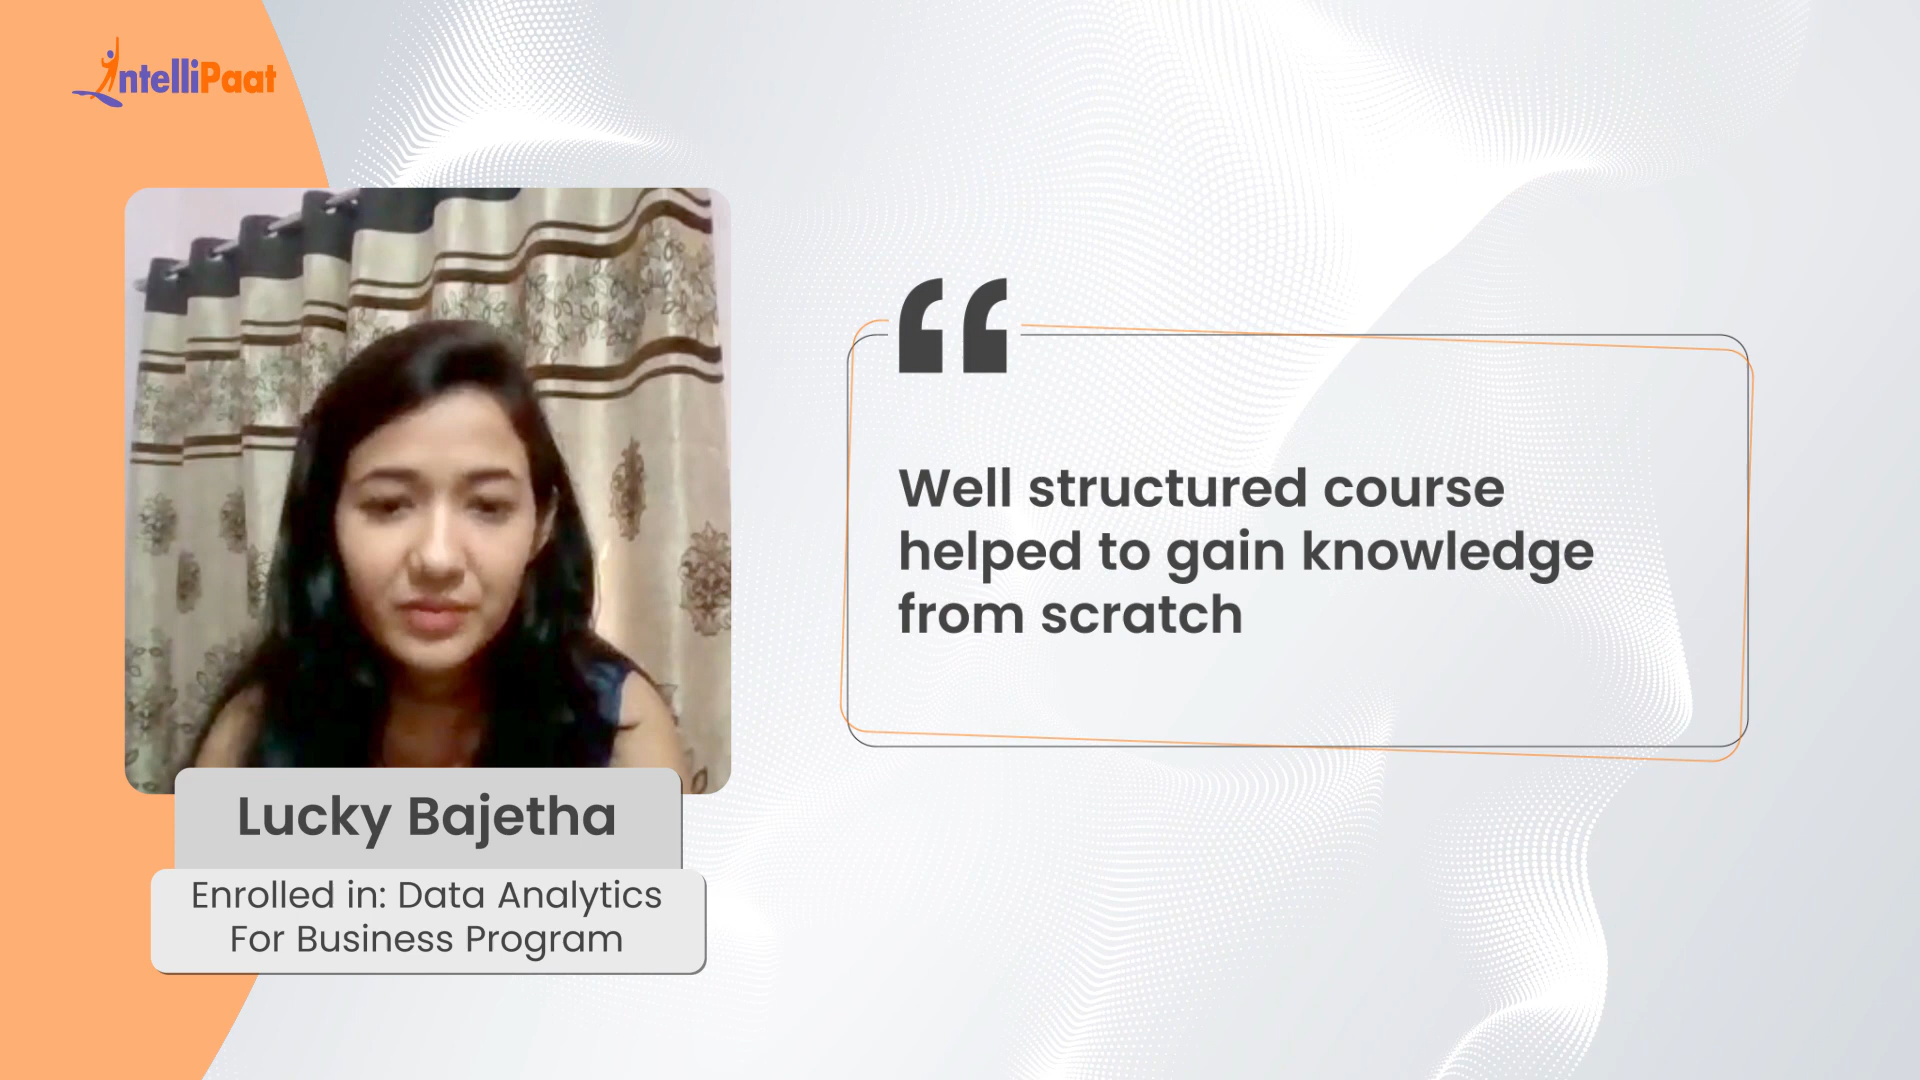 IntelliPaat
Well structured course
helped to gain knowledge
from scratch
Lucky Bajetha
Enrolled in: Data Analytics
For Business Program